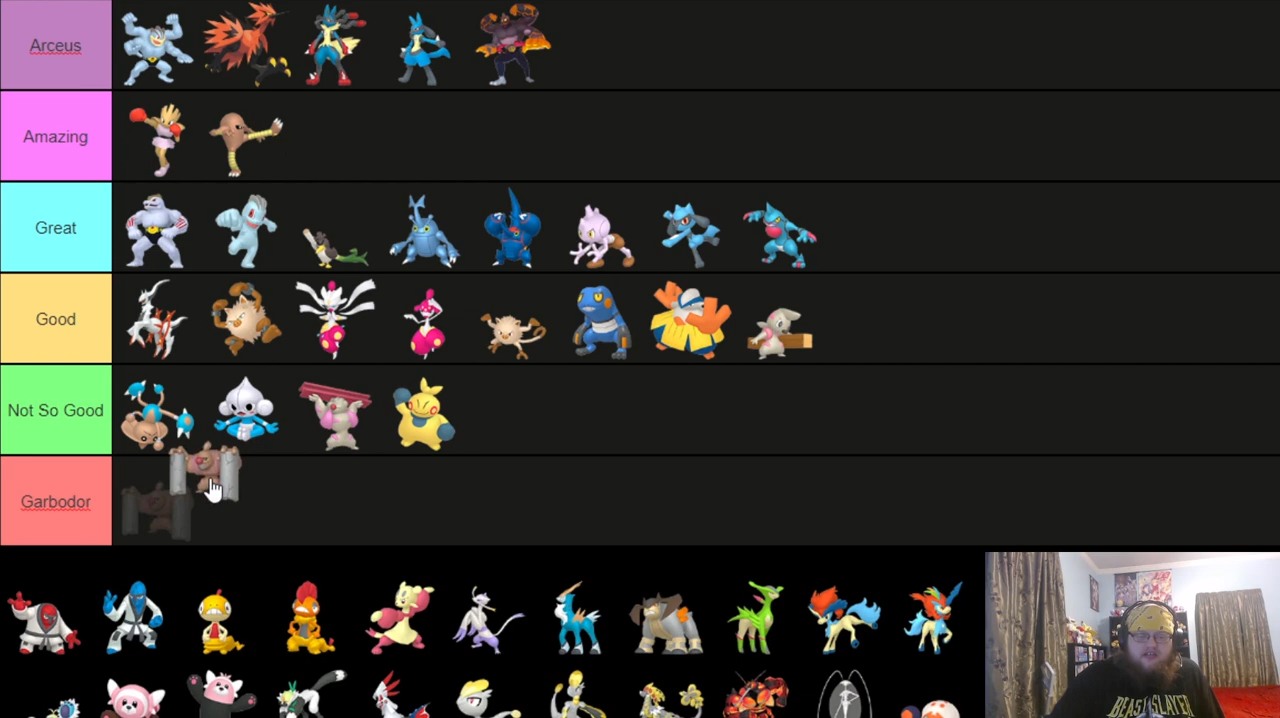 Arceus
Amazing
Great
Good
Not So Good
Garbodor
BEAST SLAYER